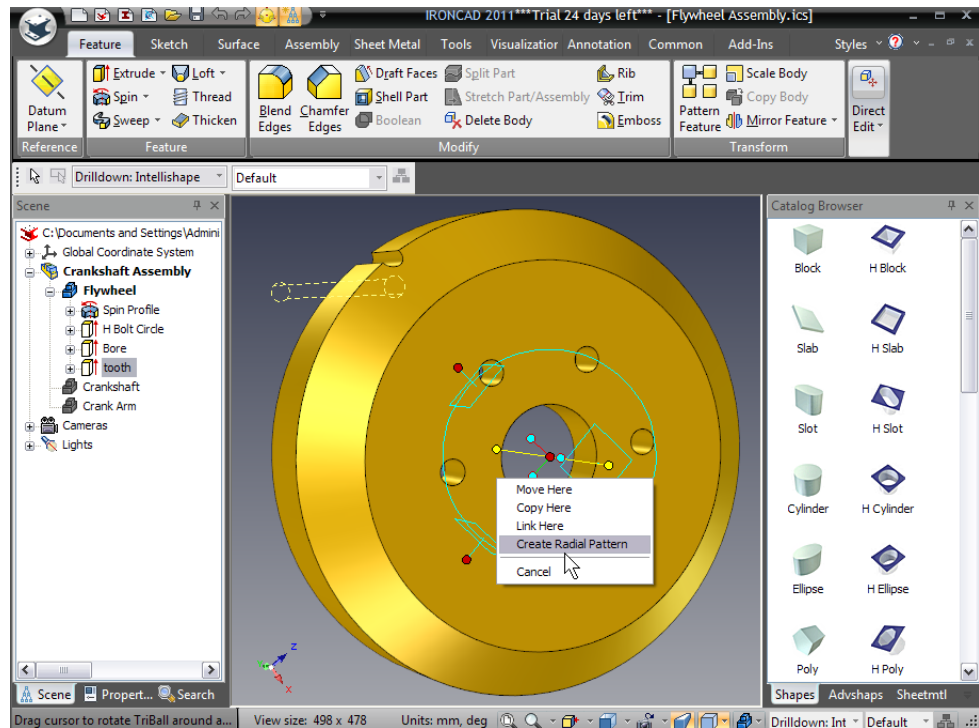 IRONCAD 2011***Trial 24 days left*** - [Flywheel Assembly.ics]
Feature Sketch Surface Assembly Sheet Metal Tools Visualization Annotation Common Add-Ins Styles
Datum Plane
Extrude Loft
Spin Thread
Sweep Thicken
Blend Edges
Chamfer Edges
Draft Faces Split Part Rib
Shell Part Stretch Part/Assembly Trim
Boolean Delete Body Emboss
Pattern Feature
Scale Body
Copy Body
Mirror Feature
Direct Edit
Reference Feature Modify Transform
Drilldown: Intellishape Default
Scene
C:\Documents and Settings\Admini
Global Coordinate System
Crankshaft Assembly
Flywheel
Spin Profile
H Bolt Circle
Bore
tooth
Crankshaft
Crank Arm
Cameras
Lights
Move Here
Copy Here
Link Here
Create Radial Pattern
Cancel
z
x
Catalog Browser
Block H Block
Slab H Slab
Slot H Slot
Cylinder H Cylinder
Ellipse H Ellipse
Poly H Poly
Scene Propert... Search
Shapes Advshaps Sheetmtl
Drag cursor to rotate TriBall around a... View size: 498 x 478 Units: mm, deg Drilldown: Int Default